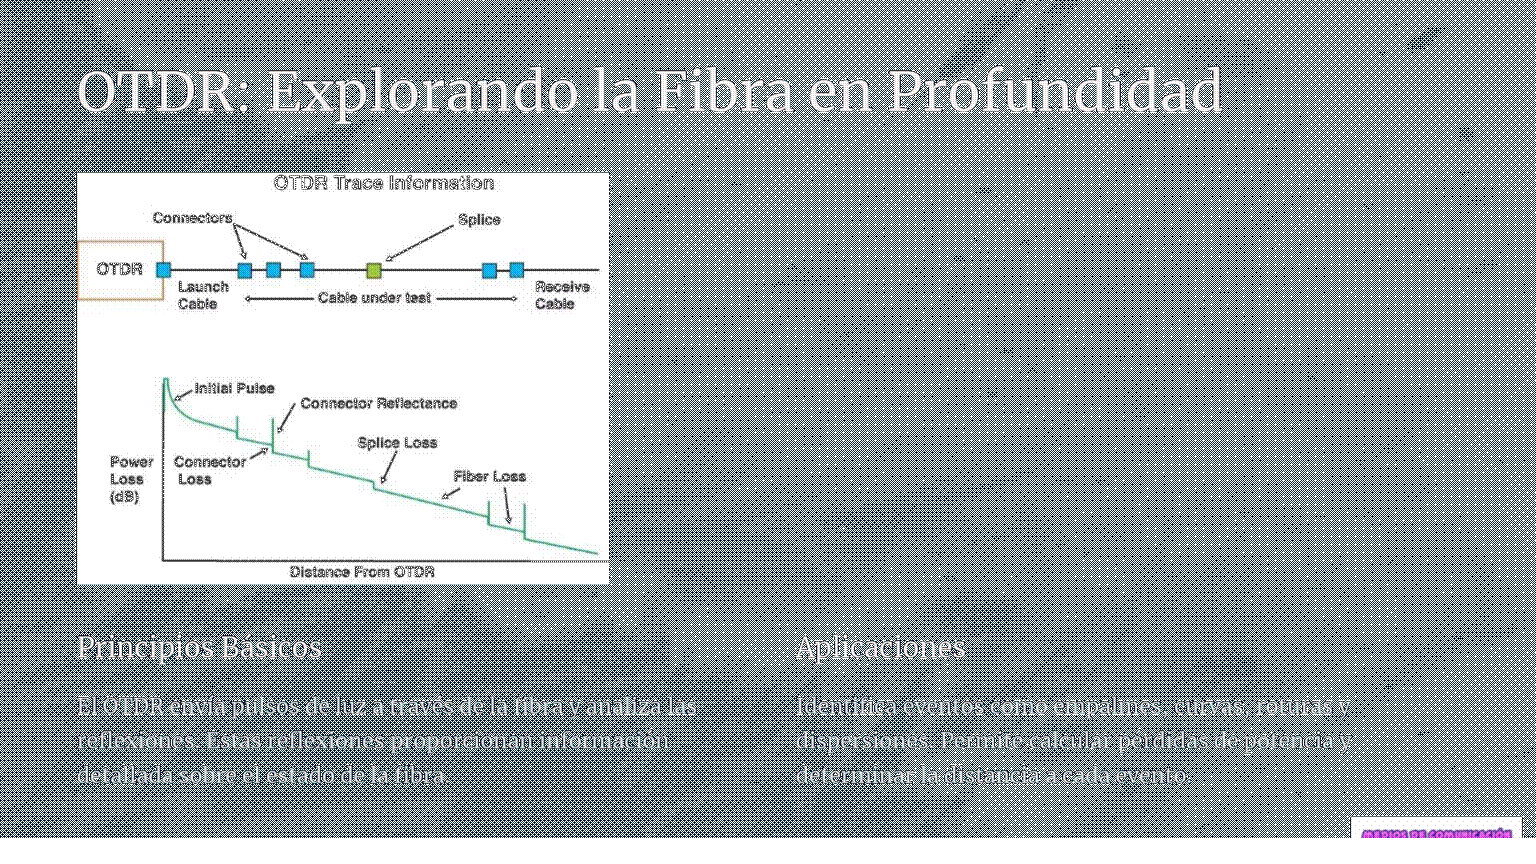 OTDR: Explorando la Fibra en Profundidad
OTDR Trace Information
Connectors
Splice
OTDR
Launch
Cable
Cable under test
Receive
Cable
Initial Pulse
Connector Reflectance
Splice Loss
Power
Loss
(dB)
Connector
Loss
Fiber Loss
Distance From OTDR
Principios Básicos
El OTDR envía pulsos de luz a través de la fibra y analiza las
reflexiones. Estas reflexiones proporcionan información
detallada sobre el estado de la fibra.
Aplicaciones
Identifica eventos como empalmes, curvas, roturas y
dispersiones. Permite calcular pérdidas de potencia y
determinar la distancia a cada evento.
MEDIOS DE COMUNICACIÓN